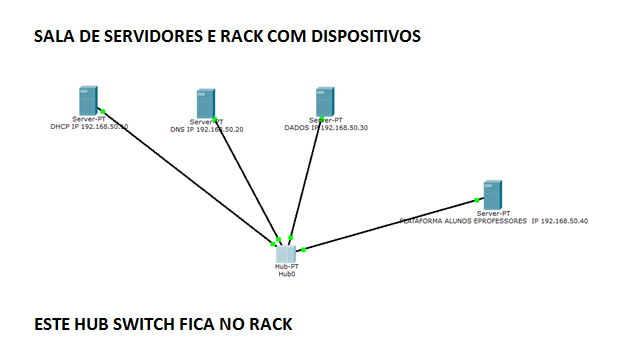 SALA DE SERVIDORES E RACK COM DISPOSITIVOS
Server-PT
DHCP IP 192.168.50.10
Server-PT
DNS IP 192.168.50.20
Server-PT
DADOS IP 192.168.50.30
Server-PT
PLATAFORMA ALUNOS EPROFESSORES IP 192.168.50.40
Hub-PT
Hub0
ESTE HUB SWITCH FICA NO RACK